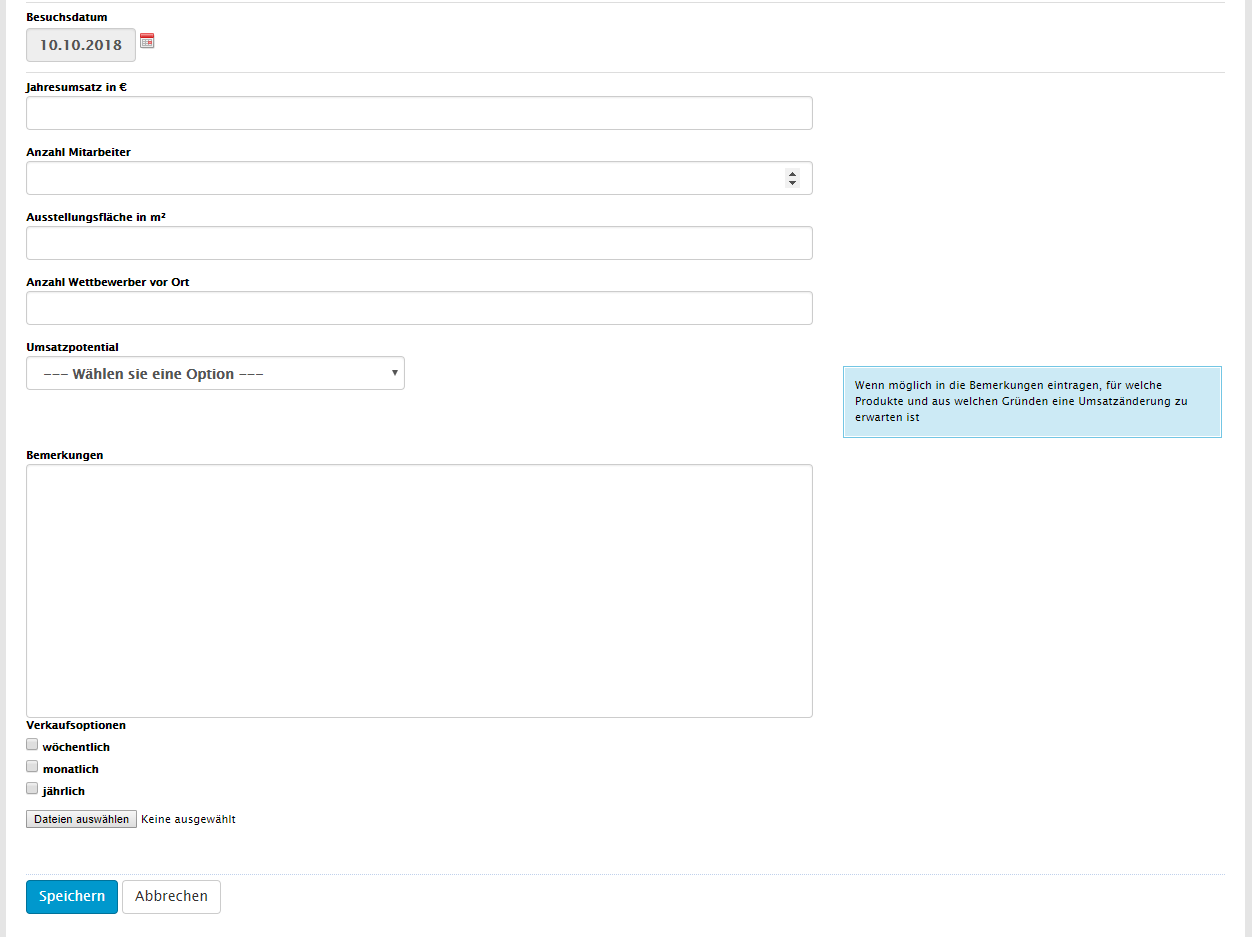 Besuchsdatum
10.10.2018
Jahresumsatz in €
Anzahl Mitarbeiter
Ausstellungsfläche in m²
Anzahl Wettbewerber vor Ort
Umsatzpotential
--- Wählen sie eine Option ---
Wenn möglich in die Bemerkungen eintragen, für welche
Produkte und aus welchen Gründen eine Umsatzänderung zu
erwarten ist
Bemerkungen
Verkaufsoptionen
wöchentlich
monatlich
jährlich
Dateien auswählen Keine ausgewählt
Speichern Abbrechen